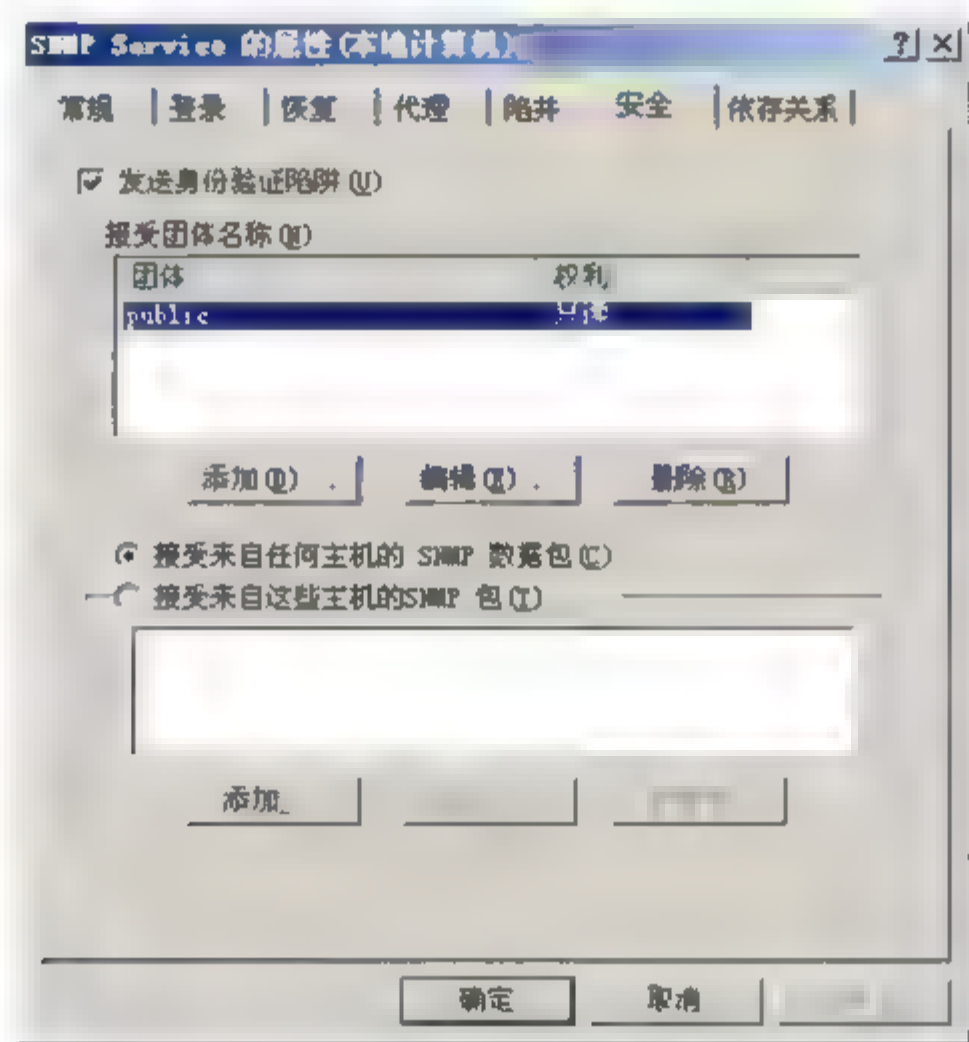 SNMP Service 的属性(本地计算机)
常规 登录 恢复 代理 陷井 安全 依存关系
发送身份验证陷阱(U)
接受团体名称(N)
团体 权利
public 只读
添加(D) 编辑(E) 删除(R)
接受来自任何主机的 SNMP 数据包(C)
接受来自这些主机的SNMP 包(T)
添加
确定 取消